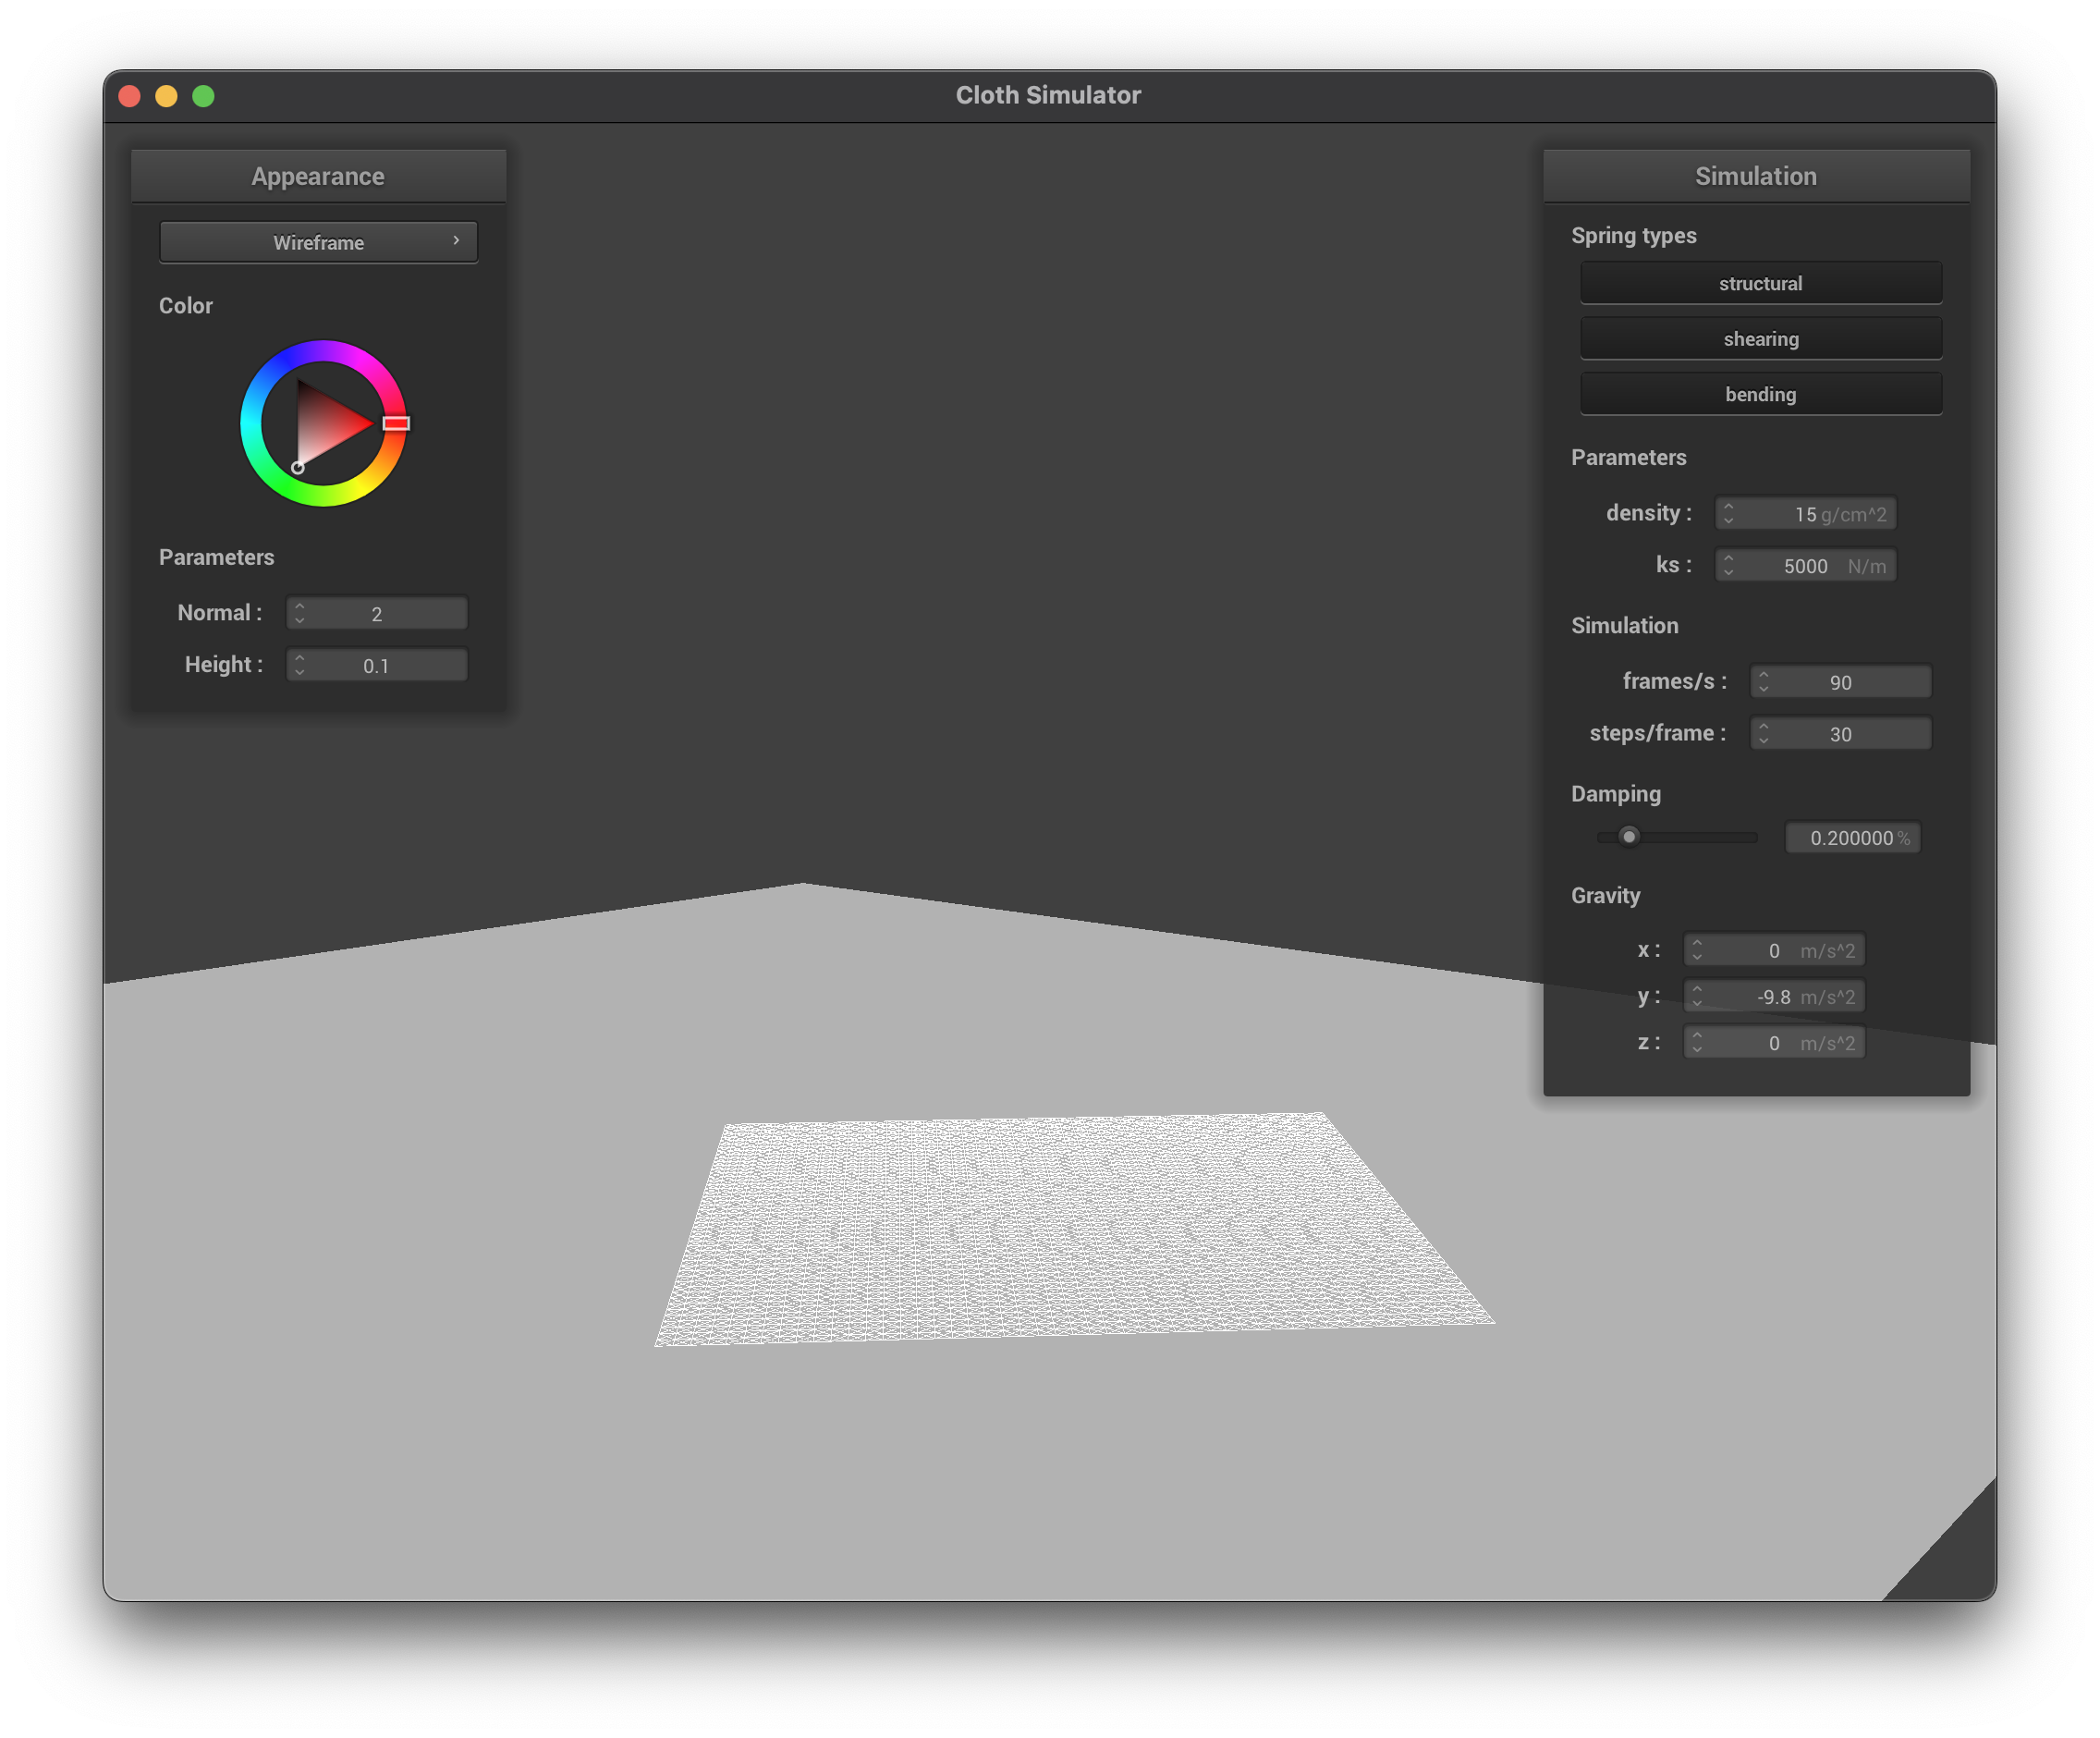 Cloth Simulator
Appearance
Wireframe
Color
Parameters
Normal : 2
Height : 0.1
Simulation
Spring types
structural
shearing
bending
Parameters
density : 15 g/cm^2
ks : 5000 N/m
Simulation
frames/s : 90
steps/frame : 30
Damping
0.200000 %
Gravity
x : 0 m/s^2
y : -9.8 m/s^2
z : 0 m/s^2